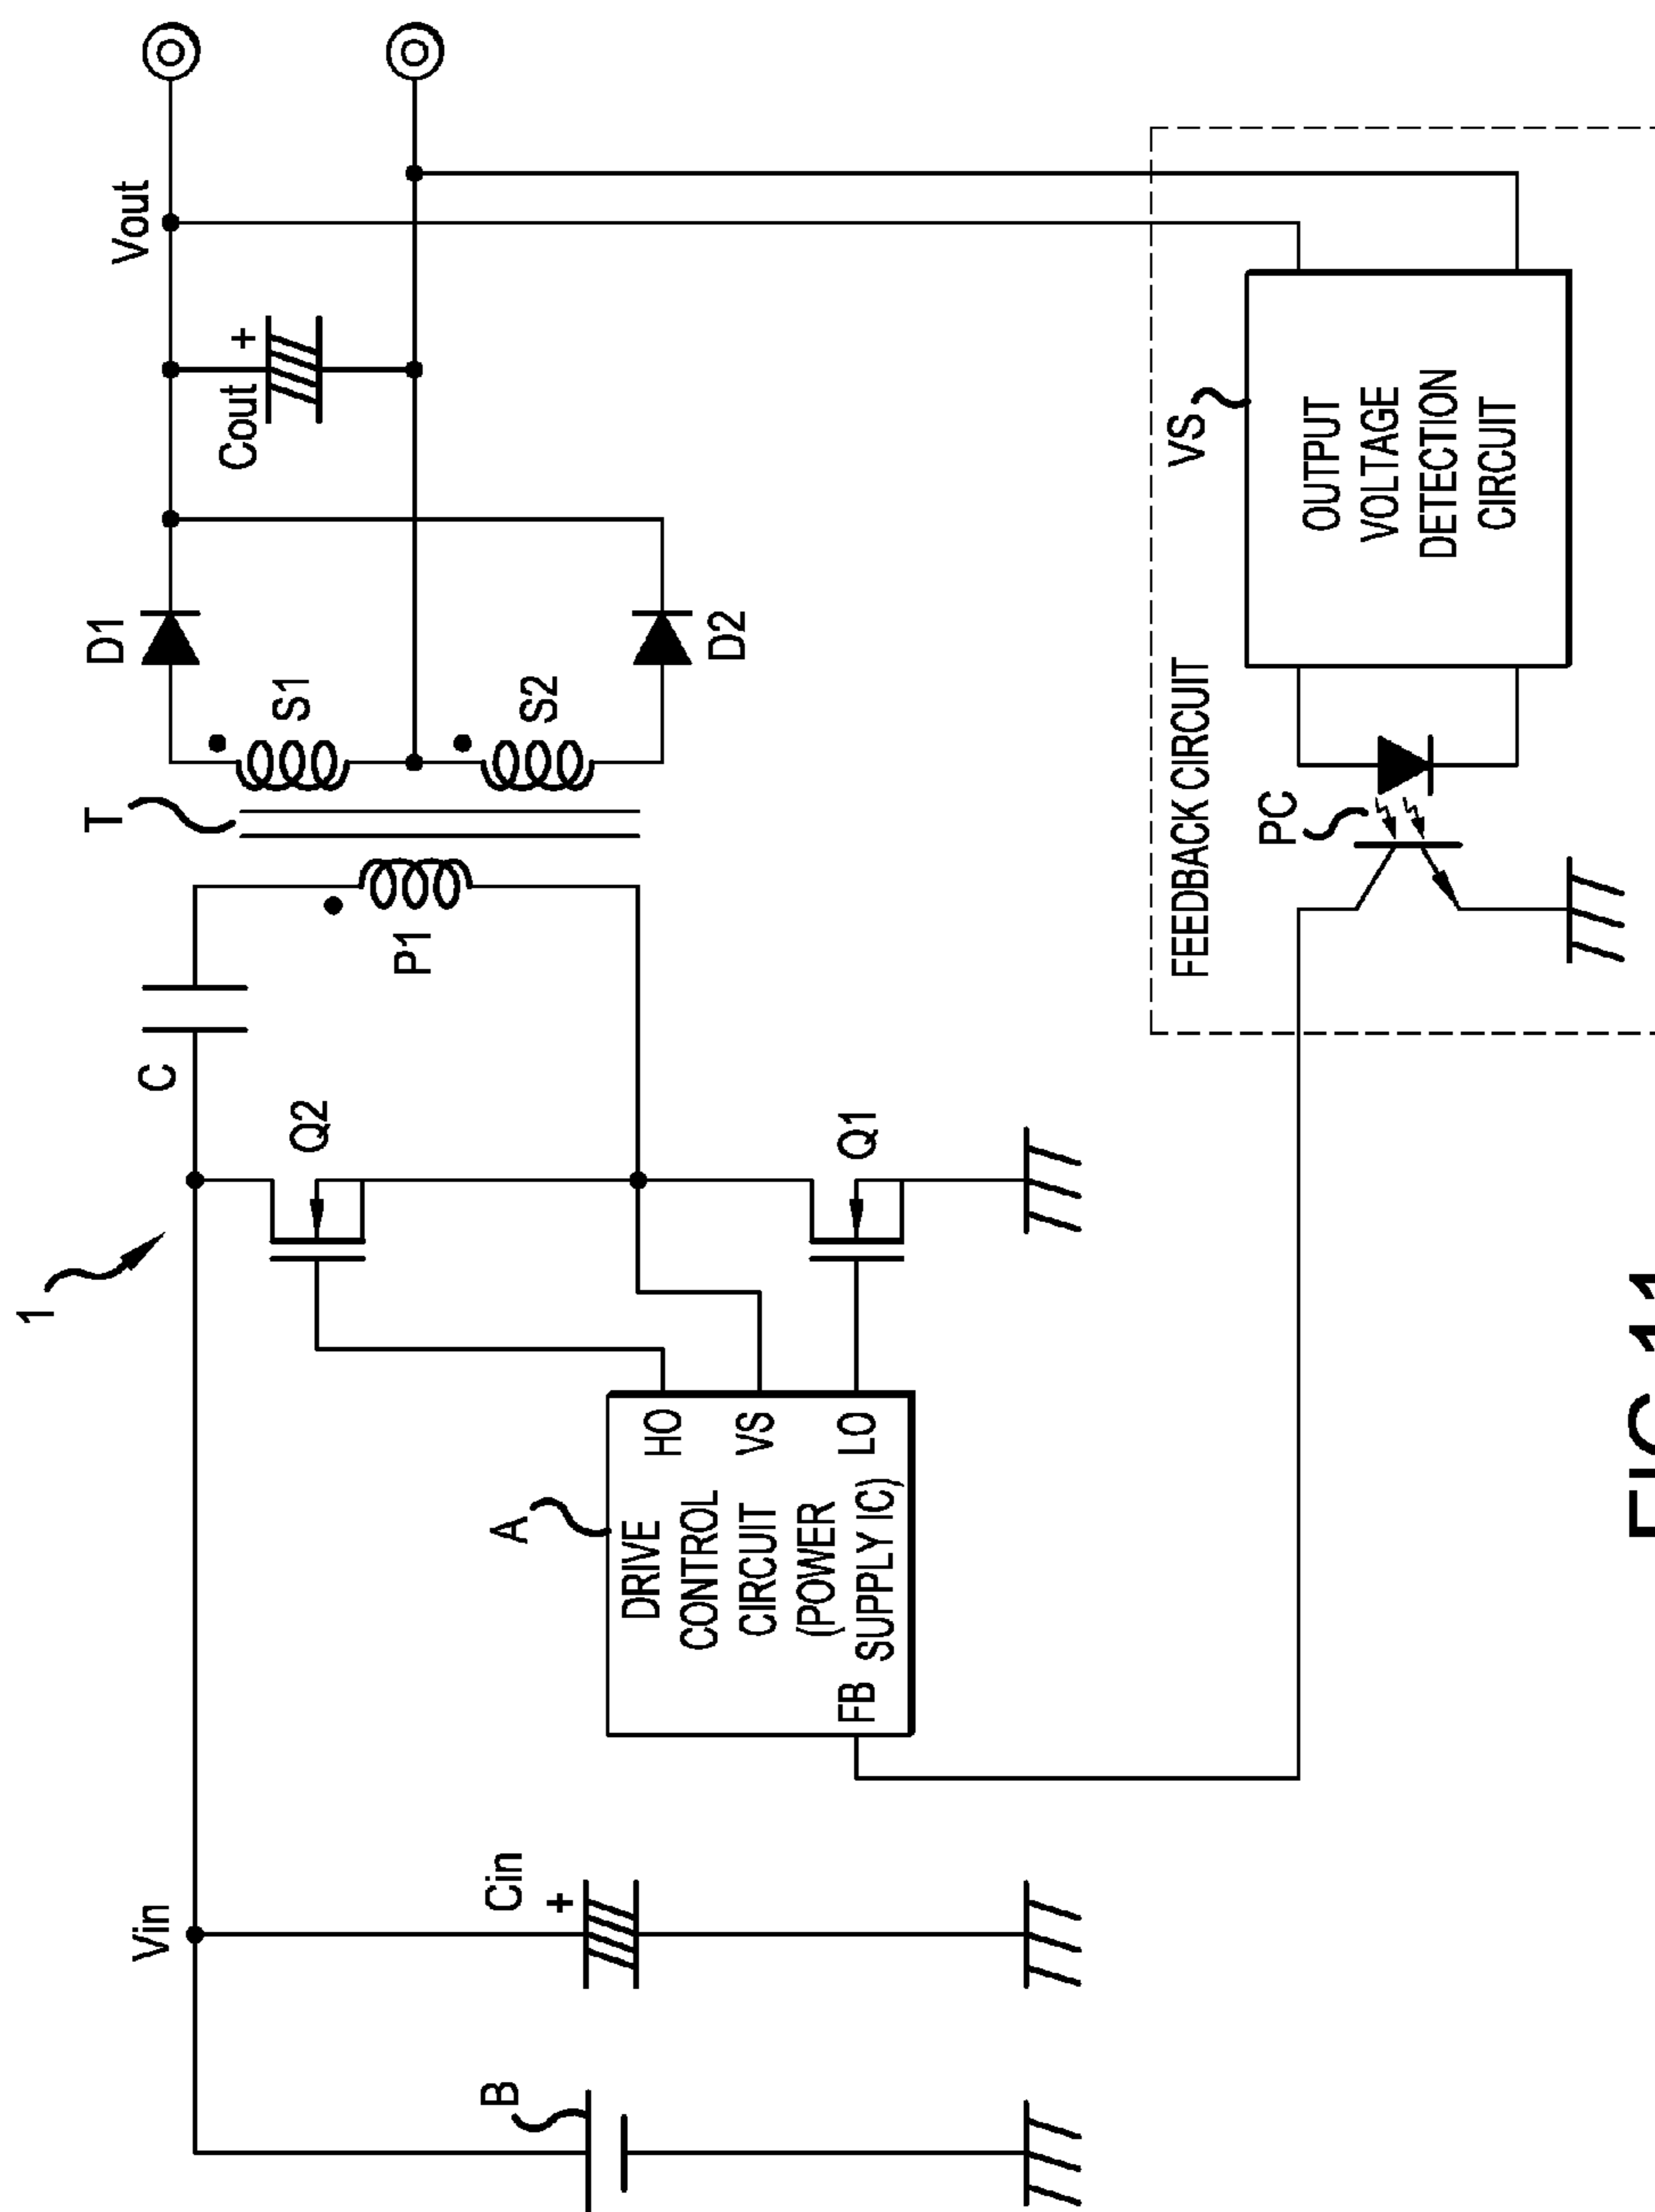 1
T
Vout
Vin
C
D1
Cout
+
S1
Q2
P1
S2
B
Cin
+
A
DRIVE
CONTROL
CIRCUIT
(POWER
SUPPLY IC)
HO
VS
LO
FB
Q1
D2
FEEDBACK CIRCUIT
VS
PC
OUTPUT
VOLTAGE
DETECTION
CIRCUIT